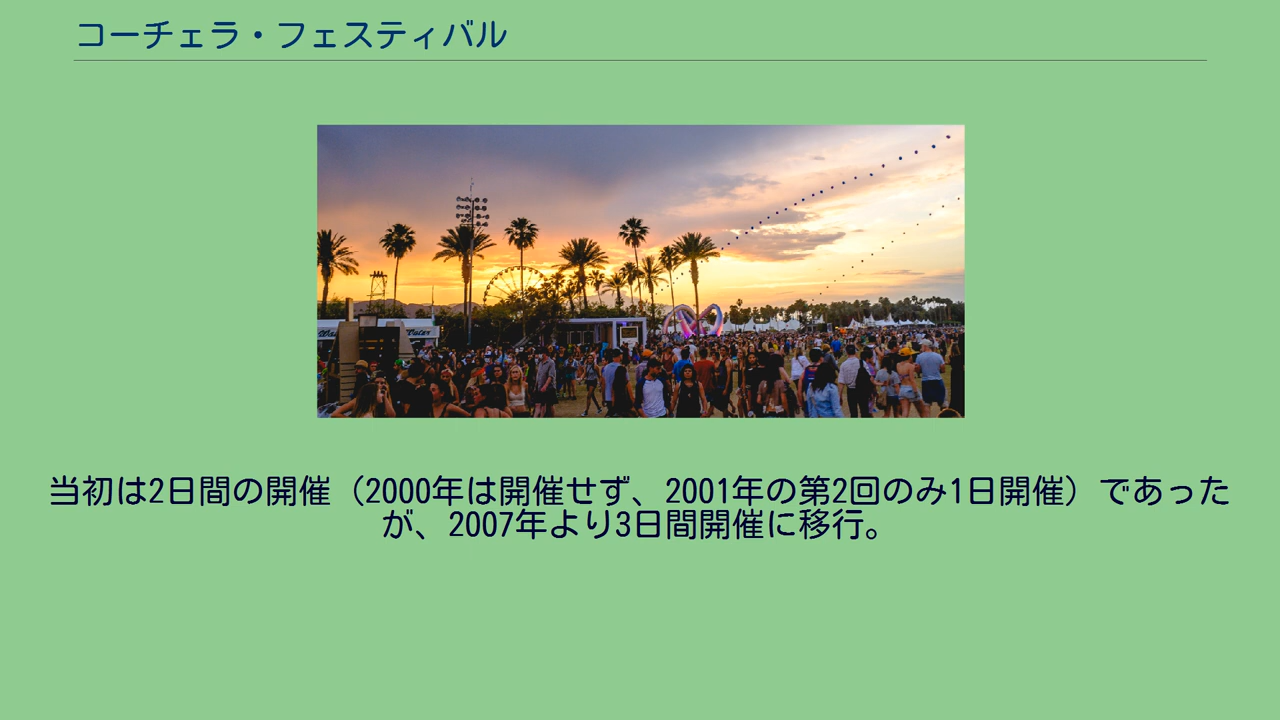 コーチェラ・フェスティバル
Water
当初は2日間の開催（2000年は開催せず、2001年の第2回のみ1日開催）であった
が、2007年より3日間開催に移行。